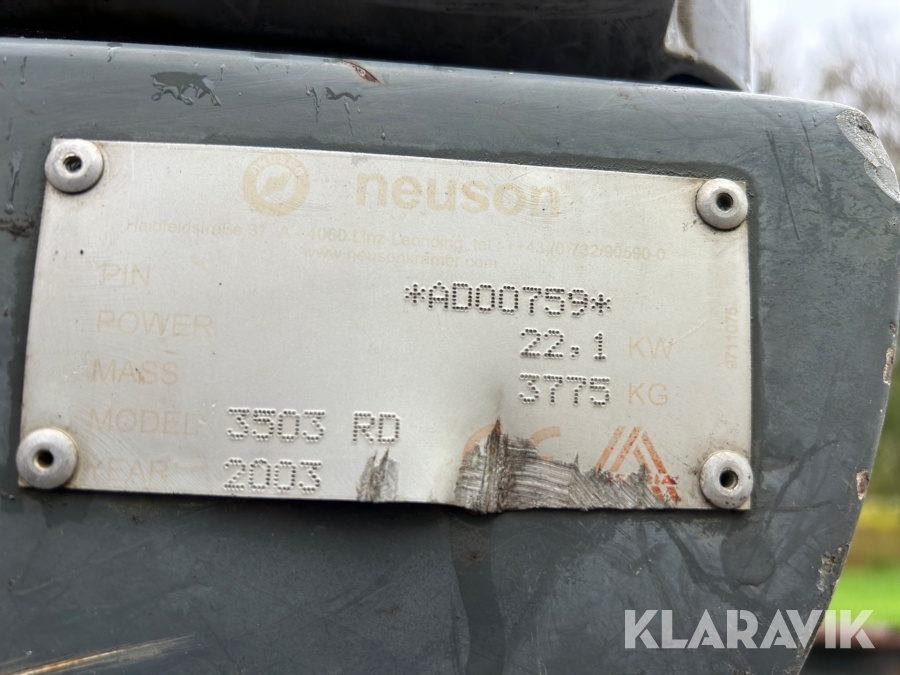 neuson
Haidfeldstraße 37, A - 4060 Linz-Leonding, tel.: ++43(0)732/90590-0
www.neusonkramer.com
PIN *AD00759*
POWER 22,1 KW
MASS 3775 KG
MODEL 3503 RD
YEAR 2003
KLARAVIK